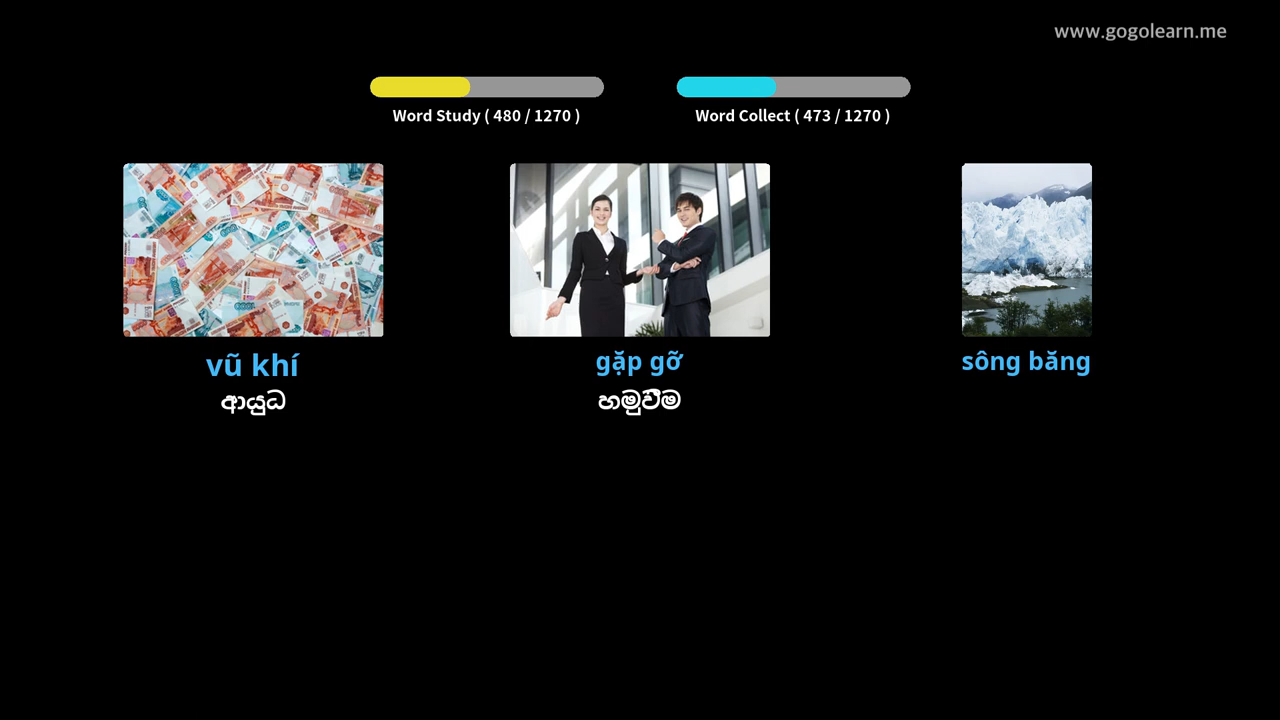 www.gogolearn.me
Word Study ( 480 / 1270 )
Word Collect ( 473 / 1270 )
vũ khí
ආයුධ
gặp gỡ
හමුවීම
sông băng